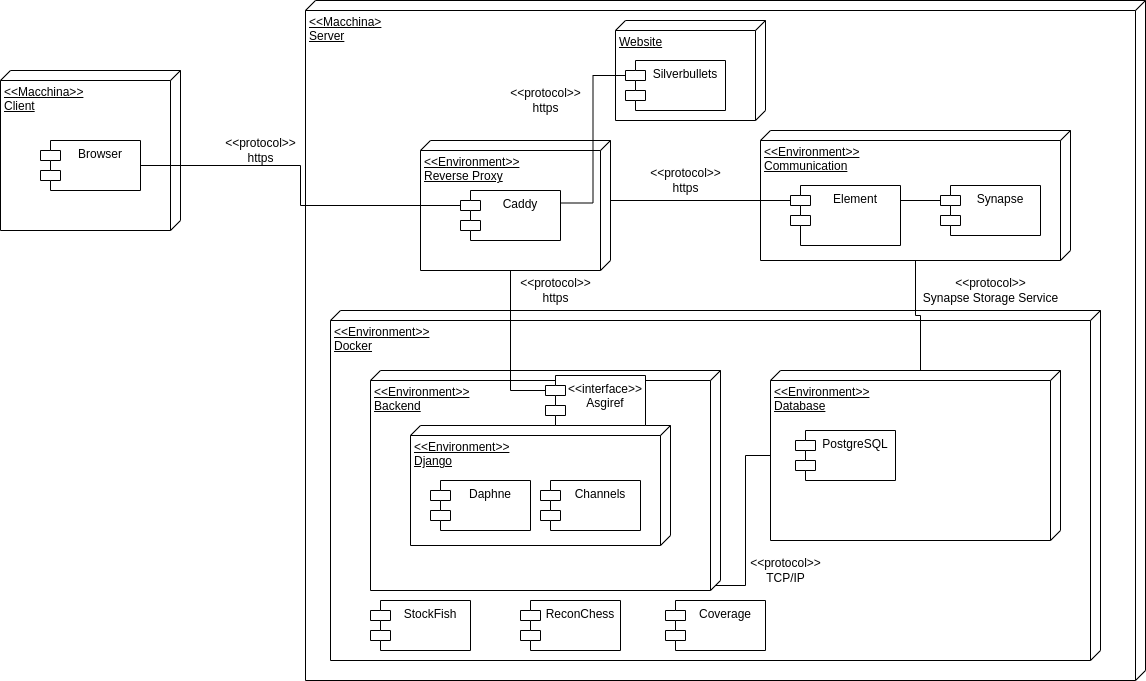 <<Macchina>
Server
Website
Silverbullets
<<Macchina>>
Client
Browser
<<protocol>>
https
<<protocol>>
https
<<Environment>>
Reverse Proxy
Caddy
<<protocol>>
https
<<Environment>>
Communication
Element
Synapse
<<protocol>>
https
<<protocol>>
Synapse Storage Service
<<Environment>>
Docker
<<Environment>>
Backend
<<interface>>
Asgiref
<<Environment>>
Django
Daphne
Channels
<<Environment>>
Database
PostgreSQL
<<protocol>>
TCP/IP
StockFish
ReconChess
Coverage